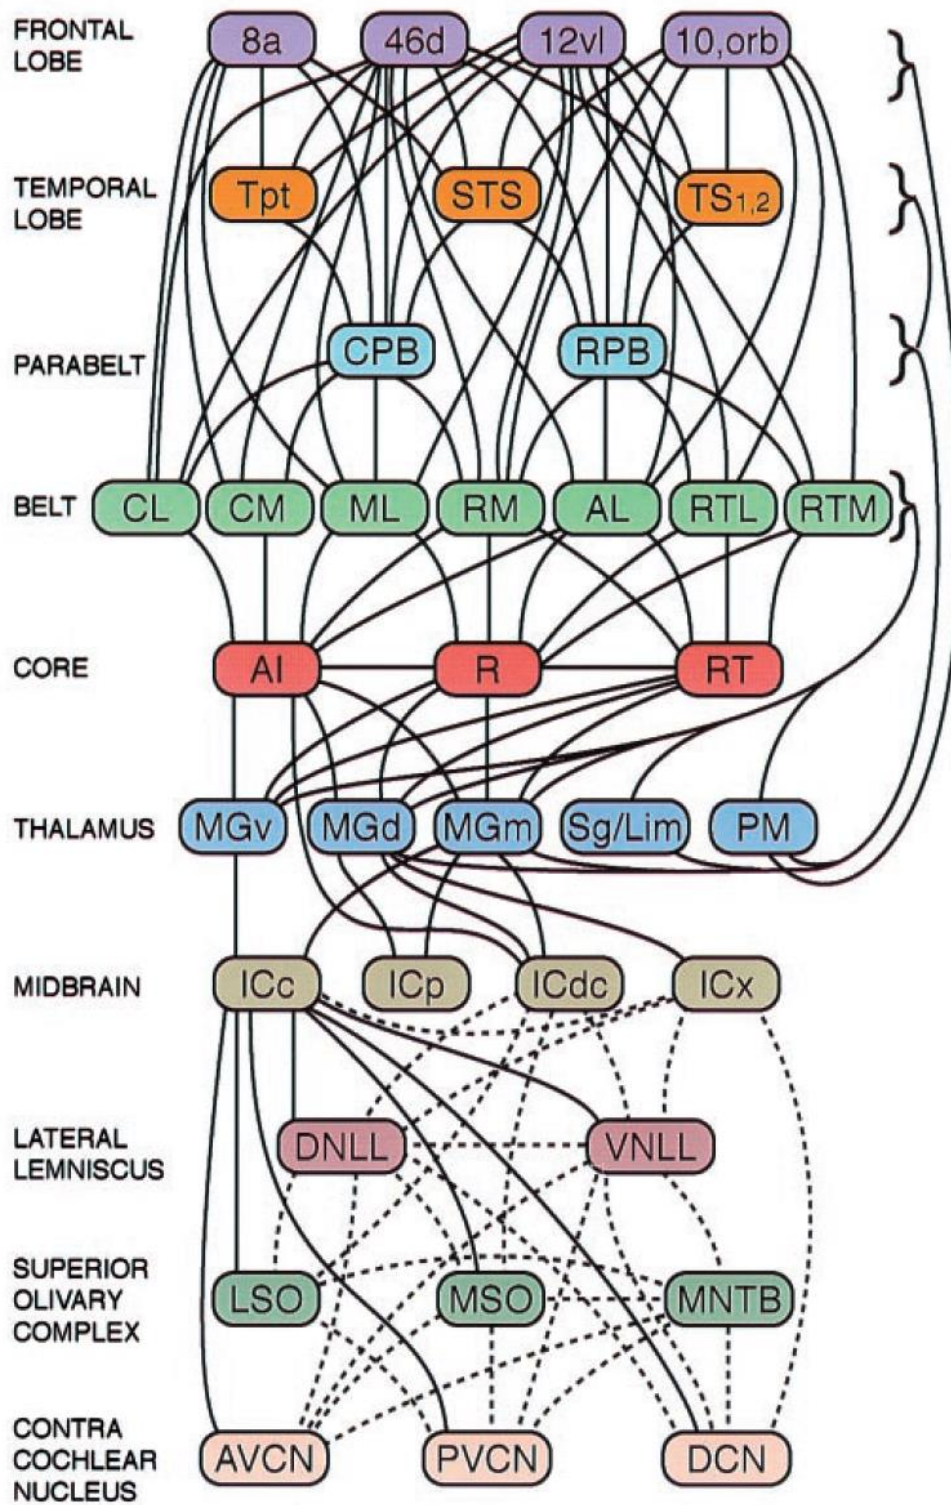 FRONTAL
LOBE
8a 46d 12vl 10,orb
TEMPORAL
LOBE
Tpt STS TS1,2
PARABELT
CPB RPB
BELT
CL CM ML RM AL RTL RTM
CORE
AI R RT
THALAMUS
MGv MGd MGm Sg/Lim PM
MIDBRAIN
ICc ICp ICdc ICx
LATERAL
LEMNISCUS
DNLL VNLL
SUPERIOR
OLIVARY
COMPLEX
LSO MSO MNTB
CONTRA
COCHLEAR
NUCLEUS
AVCN PVCN DCN